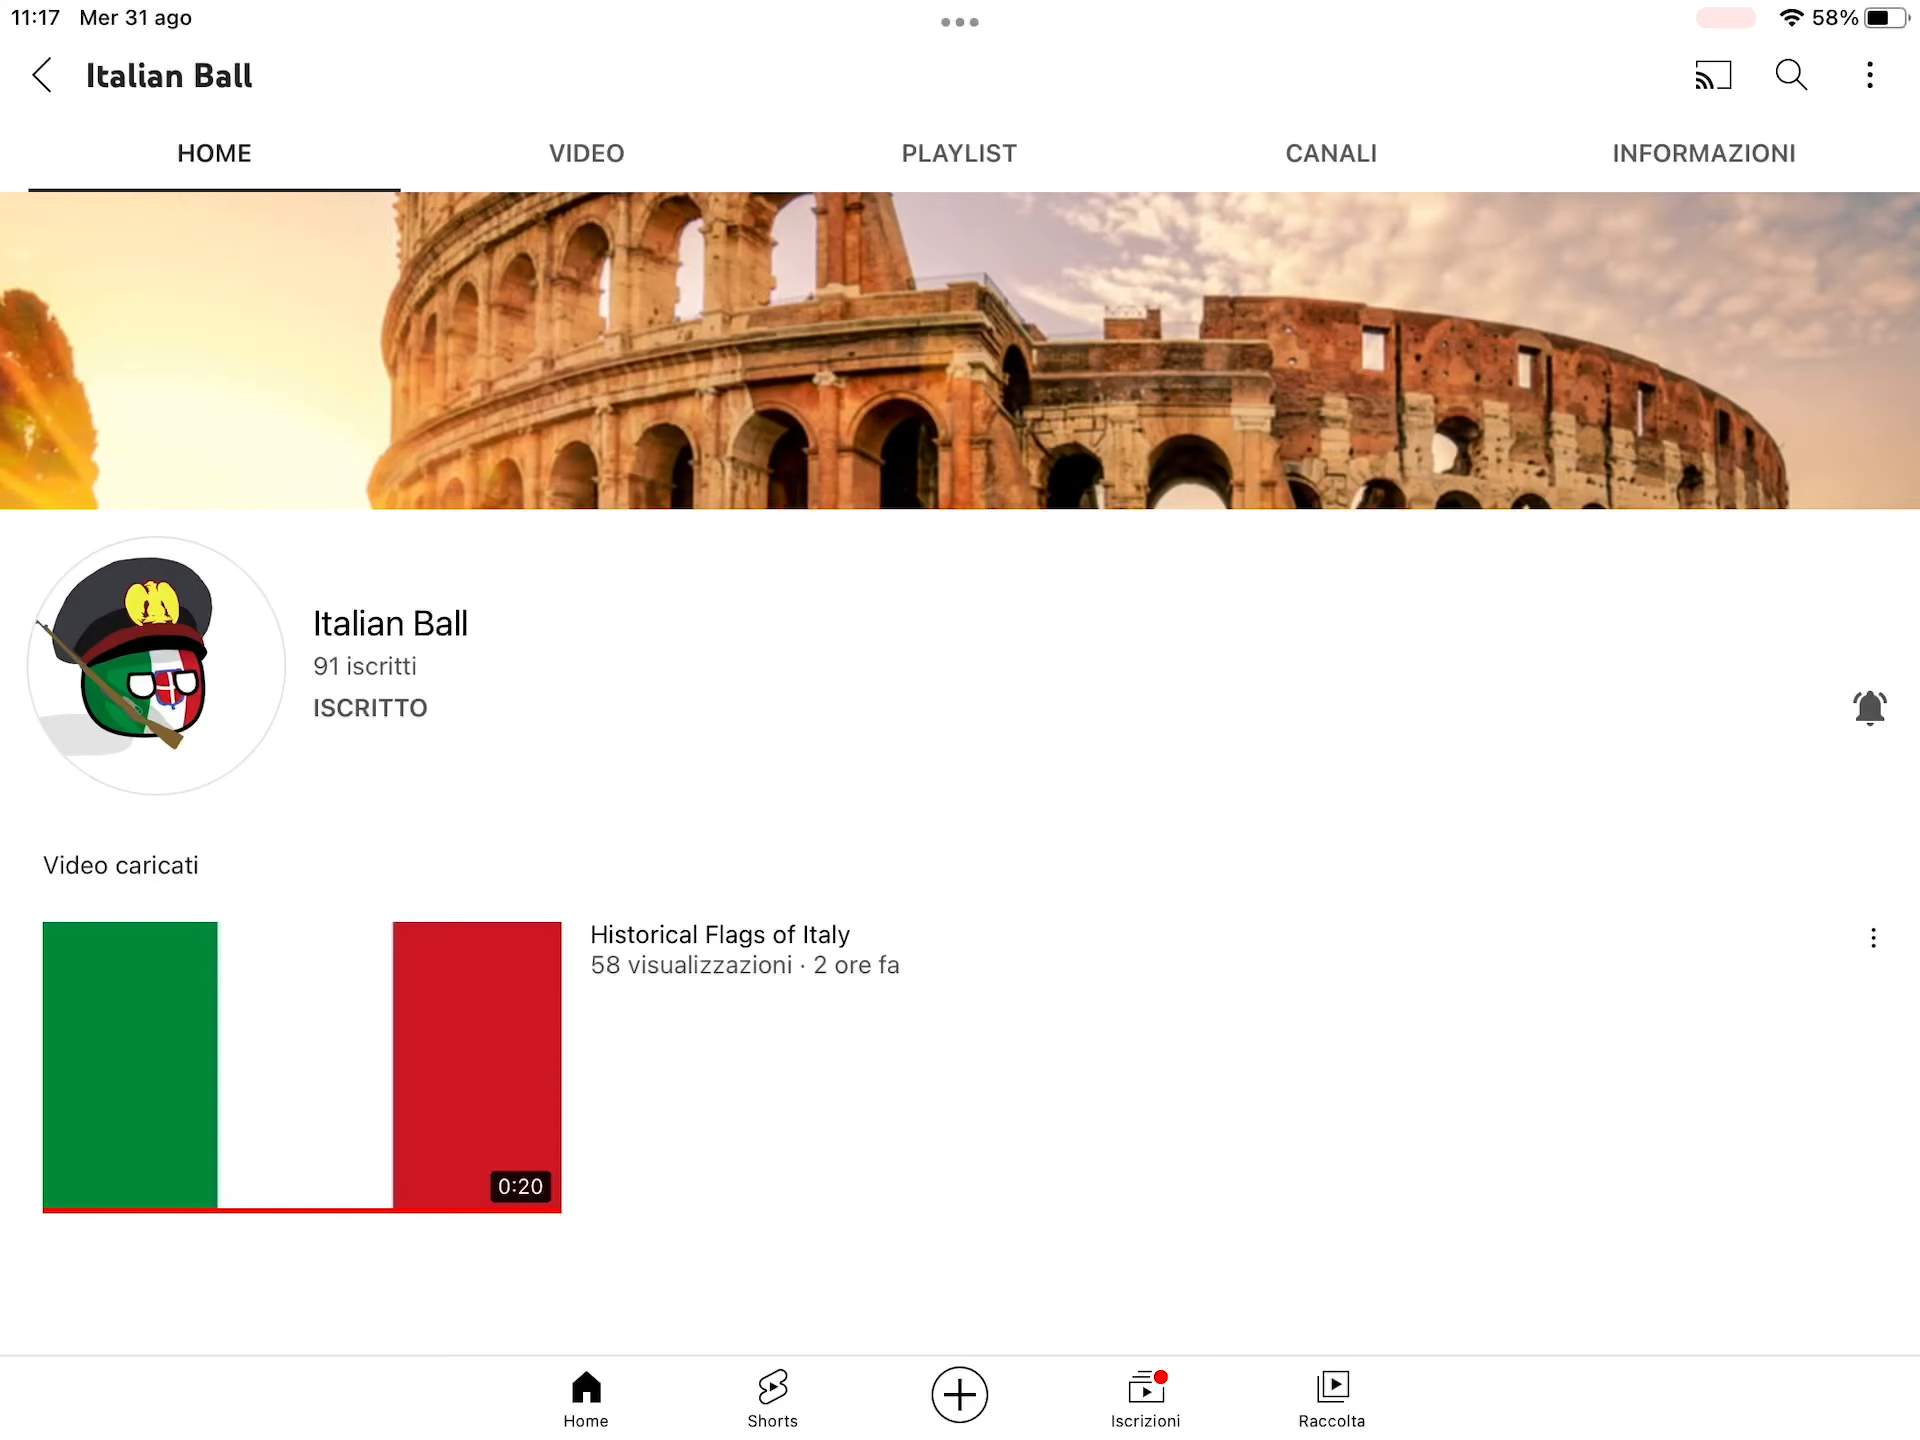 11:17 Mer 31 ago
58%
Italian Ball
HOME VIDEO PLAYLIST CANALI INFORMAZIONI
Italian Ball
91 iscritti
ISCRITTO
Video caricati
Historical Flags of Italy
58 visualizzazioni · 2 ore fa
0:20
Home Shorts Iscrizioni Raccolta